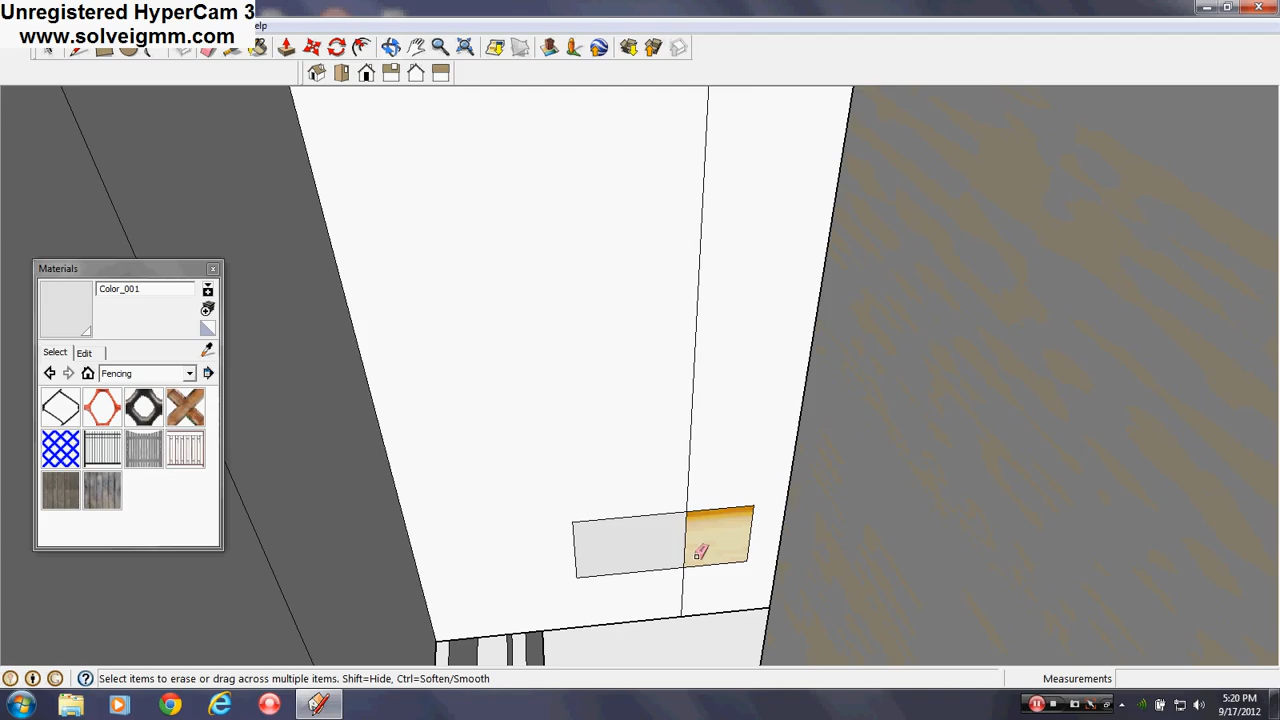 Unregistered HyperCam 3
www.solveigmm.com
elp
Materials
Color_001
Select
Edit
Fencing
Select items to erase or drag across multiple items. Shift=Hide, Ctrl=Soften/Smooth
Measurements
5:20 PM
9/17/2012